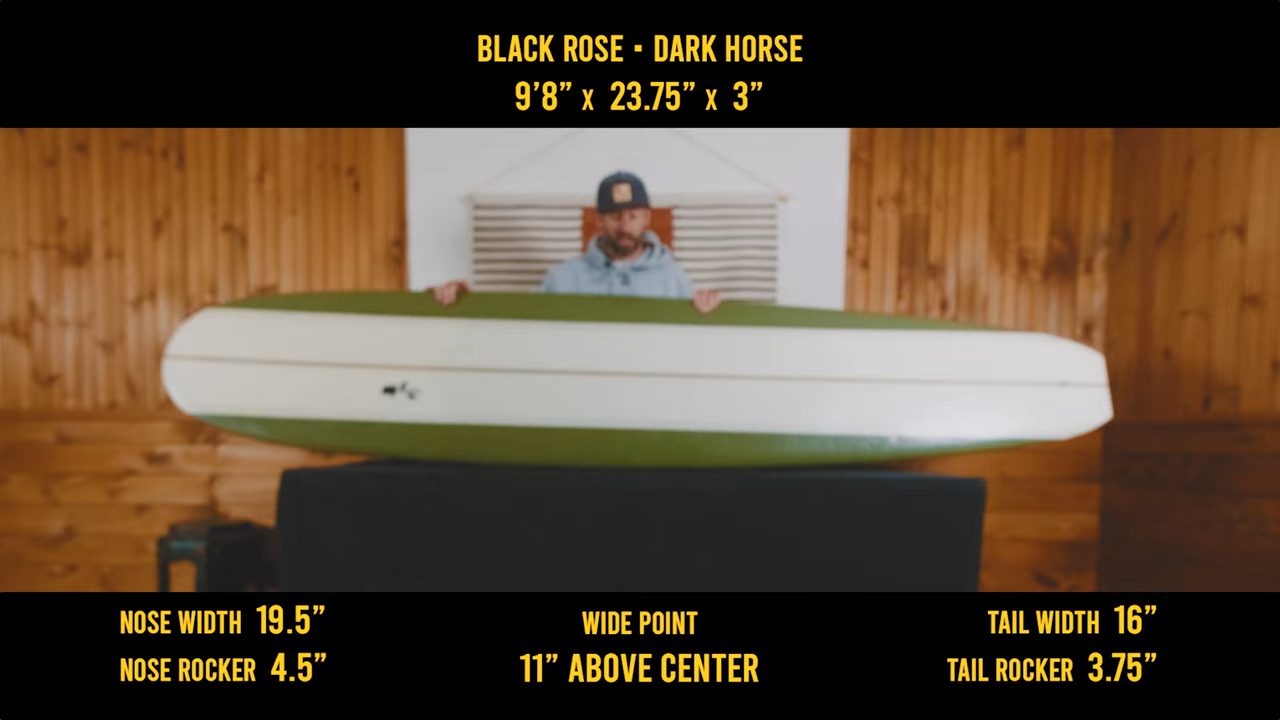 BLACK ROSE • DARK HORSE
9’8” x 23.75” x 3”
NOSE WIDTH 19.5”
NOSE ROCKER 4.5”
WIDE POINT
11” ABOVE CENTER
TAIL WIDTH 16”
TAIL ROCKER 3.75”